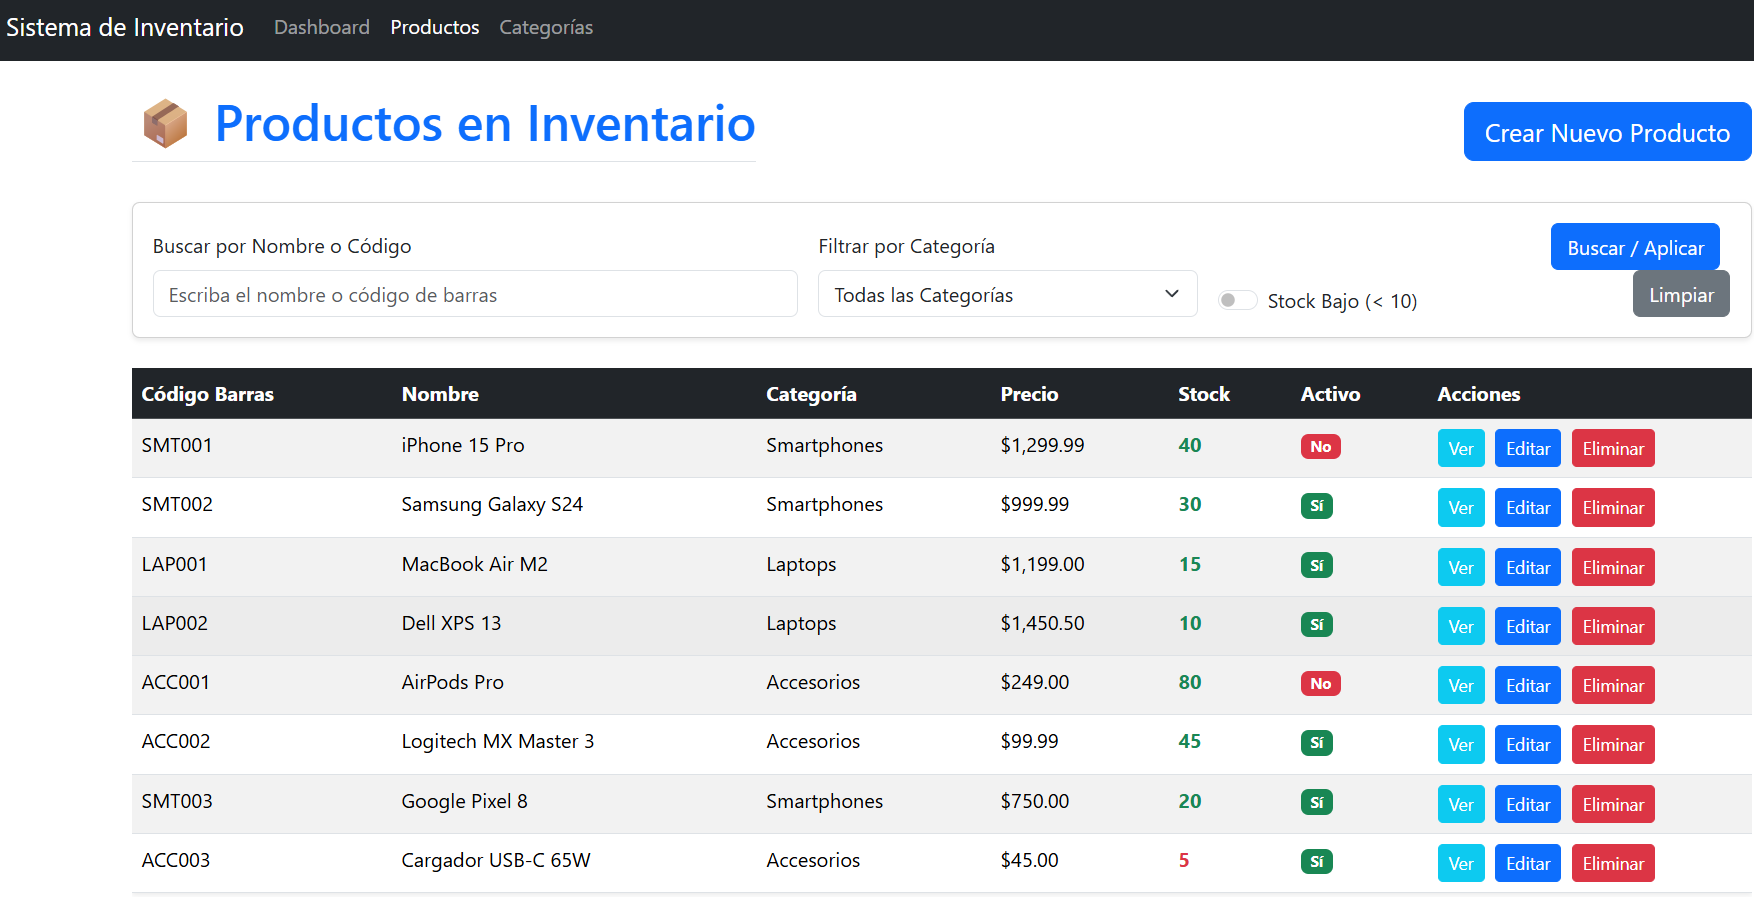 Sistema de Inventario Dashboard Productos Categorías
Productos en Inventario
Crear Nuevo Producto
Buscar por Nombre o Código
Escriba el nombre o código de barras
Filtrar por Categoría
Todas las Categorías
Stock Bajo (< 10)
Buscar / Aplicar
Limpiar
Código Barras Nombre Categoría Precio Stock Activo Acciones
SMT001 iPhone 15 Pro Smartphones $1,299.99 40 No Ver Editar Eliminar
SMT002 Samsung Galaxy S24 Smartphones $999.99 30 Sí Ver Editar Eliminar
LAP001 MacBook Air M2 Laptops $1,199.00 15 Sí Ver Editar Eliminar
LAP002 Dell XPS 13 Laptops $1,450.50 10 Sí Ver Editar Eliminar
ACC001 AirPods Pro Accesorios $249.00 80 No Ver Editar Eliminar
ACC002 Logitech MX Master 3 Accesorios $99.99 45 Sí Ver Editar Eliminar
SMT003 Google Pixel 8 Smartphones $750.00 20 Sí Ver Editar Eliminar
ACC003 Cargador USB-C 65W Accesorios $45.00 5 Sí Ver Editar Eliminar